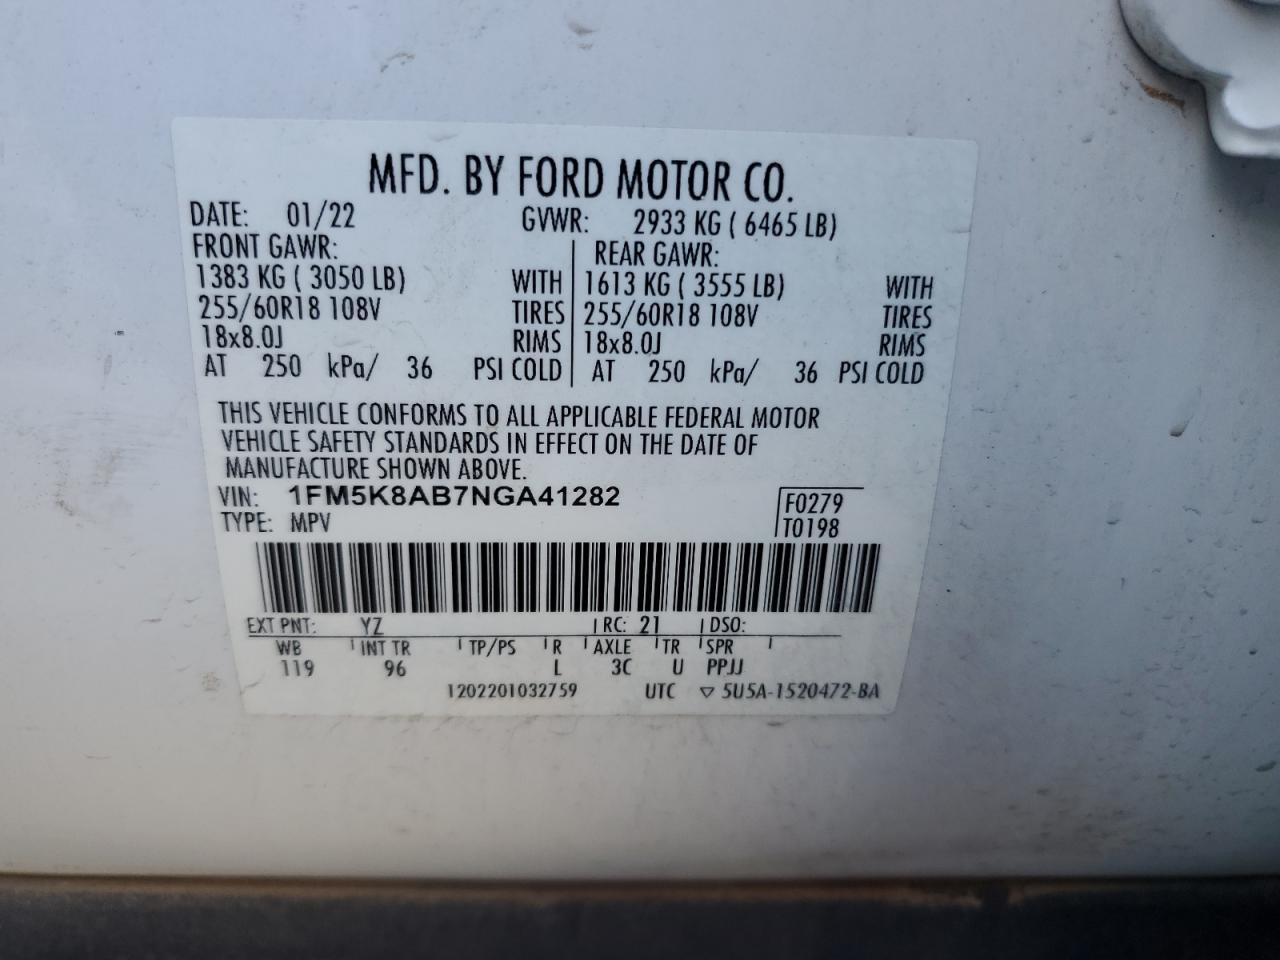 MFD. BY FORD MOTOR CO.
DATE: 01/22 GVWR: 2933 KG ( 6465 LB)
FRONT GAWR: REAR GAWR:
1383 KG ( 3050 LB) WITH 1613 KG ( 3555 LB) WITH
255/60R18 108V TIRES 255/60R18 108V TIRES
18x8.0J RIMS 18x8.0J RIMS
AT 250 kPa/ 36 PSI COLD AT 250 kPa/ 36 PSI COLD
THIS VEHICLE CONFORMS TO ALL APPLICABLE FEDERAL MOTOR
VEHICLE SAFETY STANDARDS IN EFFECT ON THE DATE OF
MANUFACTURE SHOWN ABOVE.
VIN: 1FM5K8AB7NGA41282 F0279
TYPE: MPV T0198
EXT PNT: YZ RC: 21 DSO:
WB INT TR TP/PS R AXLE TR SPR
119 96 L 3C U PPJJ
1202201032759 UTC ▽ 5U5A-1520472-BA